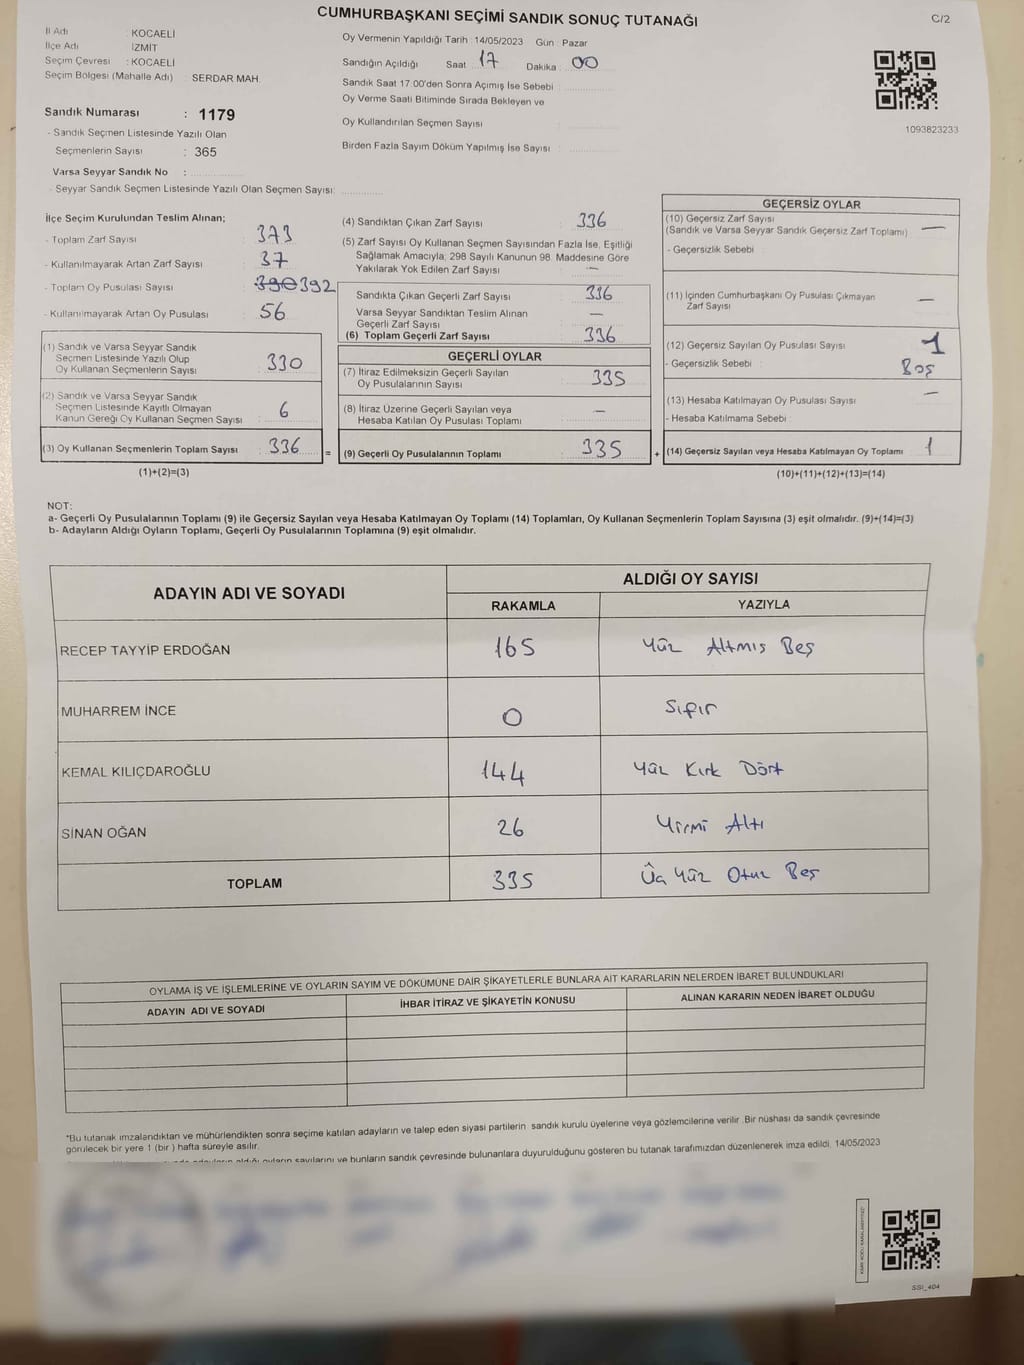 CUMHURBAŞKANI SEÇİMİ SANDIK SONUÇ TUTANAĞI
C/2
İl Adı : KOCAELİ
İlçe Adı : İZMİT
Seçim Çevresi : KOCAELİ
Seçim Bölgesi (Mahalle Adı) : SERDAR MAH.
Sandık Numarası : 1179
- Sandık Seçmen Listesinde Yazılı Olan
Seçmenlerin Sayısı : 365
Varsa Seyyar Sandık No :
- Seyyar Sandık Seçmen Listesinde Yazılı Olan Seçmen Sayısı:
Oy Vermenin Yapıldığı Tarih : 14/05/2023 Gün : Pazar
Sandığın Açıldığı Saat : 17 Dakika : 00
Sandık Saat 17:00'den Sonra Açımış İse Sebebi :
Oy Verme Saati Bitiminde Sırada Bekleyen ve
Oy Kullandırılan Seçmen Sayısı :
Birden Fazla Sayım Döküm Yapılmış İse Sayısı :
1093823233
İlçe Seçim Kurulundan Teslim Alınan;
- Toplam Zarf Sayısı : 373
- Kullanılmayarak Artan Zarf Sayısı : 37
- Toplam Oy Pusulası Sayısı : 390 392
- Kullanılmayarak Artan Oy Pusulası : 56
(1) Sandık ve Varsa Seyyar Sandık
Seçmen Listesinde Yazılı Olup
Oy Kullanan Seçmenlerin Sayısı : 330
(2) Sandık ve Varsa Seyyar Sandık
Seçmen Listesinde Kayıtlı Olmayan
Kanun Gereği Oy Kullanan Seçmen Sayısı : 6
(3) Oy Kullanan Seçmenlerin Toplam Sayısı : 336 =
(1)+(2)=(3)
(4) Sandıktan Çıkan Zarf Sayısı : 336
(5) Zarf Sayısı Oy Kullanan Seçmen Sayısından Fazla İse, Eşitliği
Sağlamak Amacıyla; 298 Sayılı Kanunun 98. Maddesine Göre
Yakılarak Yok Edilen Zarf Sayısı : —
Sandıkta Çıkan Geçerli Zarf Sayısı : 336
Varsa Seyyar Sandıktan Teslim Alınan
Geçerli Zarf Sayısı : —
(6) Toplam Geçerli Zarf Sayısı : 336
GEÇERLİ OYLAR
(7) İtiraz Edilmeksizin Geçerli Sayılan
Oy Pusulalarının Sayısı : 335
(8) İtiraz Üzerine Geçerli Sayılan veya
Hesaba Katılan Oy Pusulası Toplamı : —
(9) Geçerli Oy Pusulalarının Toplamı : 335 +
GEÇERSİZ OYLAR
(10) Geçersiz Zarf Sayısı
(Sandık ve Varsa Seyyar Sandık Geçersiz Zarf Toplamı) : —
- Geçersizlik Sebebi :
(11) İçinden Cumhurbaşkanı Oy Pusulası Çıkmayan
Zarf Sayısı : —
(12) Geçersiz Sayılan Oy Pusulası Sayısı : 1
- Geçersizlik Sebebi : Boş
(13) Hesaba Katılmayan Oy Pusulası Sayısı : —
- Hesaba Katılmama Sebebi :
(14) Geçersiz Sayılan veya Hesaba Katılmayan Oy Toplamı : 1
(10)+(11)+(12)+(13)=(14)
NOT:
a- Geçerli Oy Pusulalarının Toplamı (9) ile Geçersiz Sayılan veya Hesaba Katılmayan Oy Toplamı (14) Toplamları, Oy Kullanan Seçmenlerin Toplam Sayısına (3) eşit olmalıdır. (9)+(14)=(3)
b- Adayların Aldığı Oyların Toplamı, Geçerli Oy Pusulalarının Toplamına (9) eşit olmalıdır.
ADAYIN ADI VE SOYADI
ALDIĞI OY SAYISI
RAKAMLA YAZIYLA
RECEP TAYYİP ERDOĞAN 165 Yüz Altmış Beş
MUHARREM İNCE 0 Sıfır
KEMAL KILIÇDAROĞLU 144 Yüz Kırk Dört
SİNAN OĞAN 26 Yirmi Altı
TOPLAM 335 Üç Yüz Otuz Beş
OYLAMA İŞ VE İŞLEMLERİNE VE OYLARIN SAYIM VE DÖKÜMÜNE DAİR ŞİKAYETLERLE BUNLARA AİT KARARLARIN NELERDEN İBARET BULUNDUKLARI
ADAYIN ADI VE SOYADI İHBAR İTİRAZ VE ŞİKAYETİN KONUSU ALINAN KARARIN NEDEN İBARET OLDUĞU
*Bu tutanak imzalandıktan ve mühürlendikten sonra seçime katılan adayların ve talep eden siyasi partilerin sandık kurulu üyelerine veya gözlemcilerine verilir. Bir nüshası da sandık çevresinde
görülecek bir yere 1 (bir ) hafta süreyle asılır.
oyların sayılarını ve bunların sandık çevresinde bulunanlara duyurulduğunu gösteren bu tutanak tarafımızdan düzenlenerek imza edildi. 14/05/2023
SSI_404